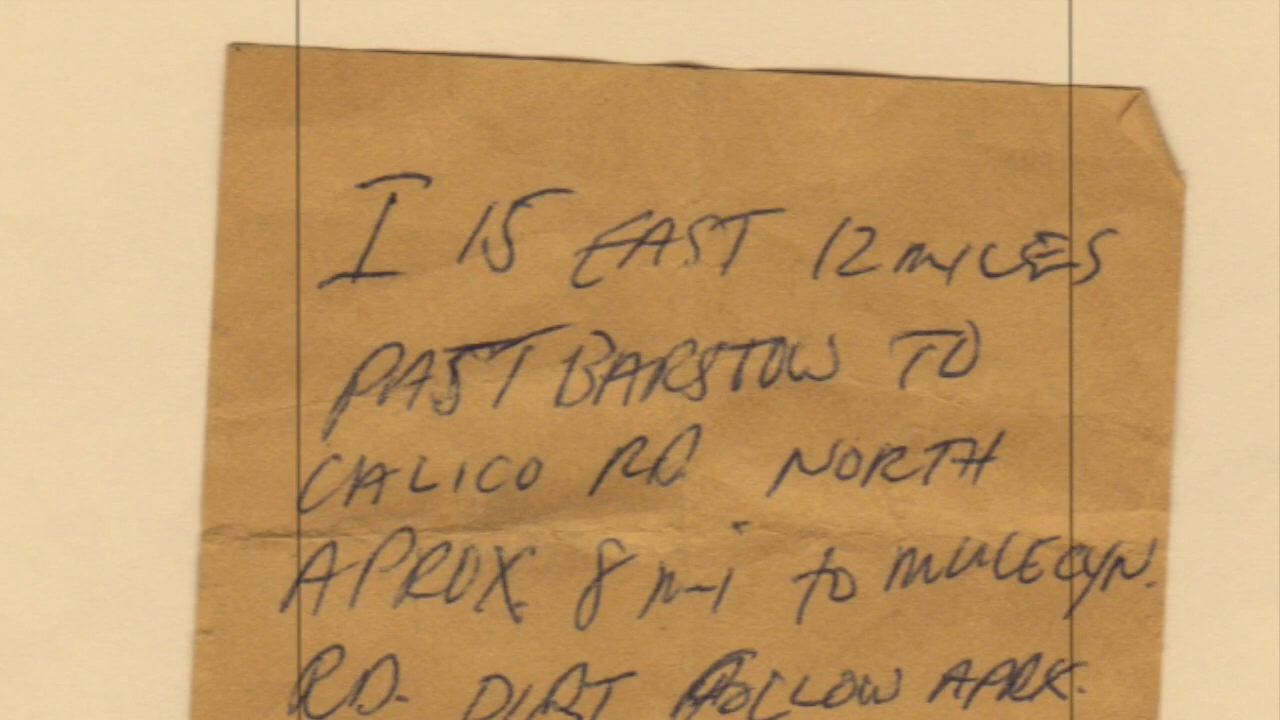 I 15 EAST 12 MILES
PAST BARSTOW TO
CALICO RD NORTH
APROX. 8 mi to MULE CYN.
RD. DIRT FOLLOW APRX.